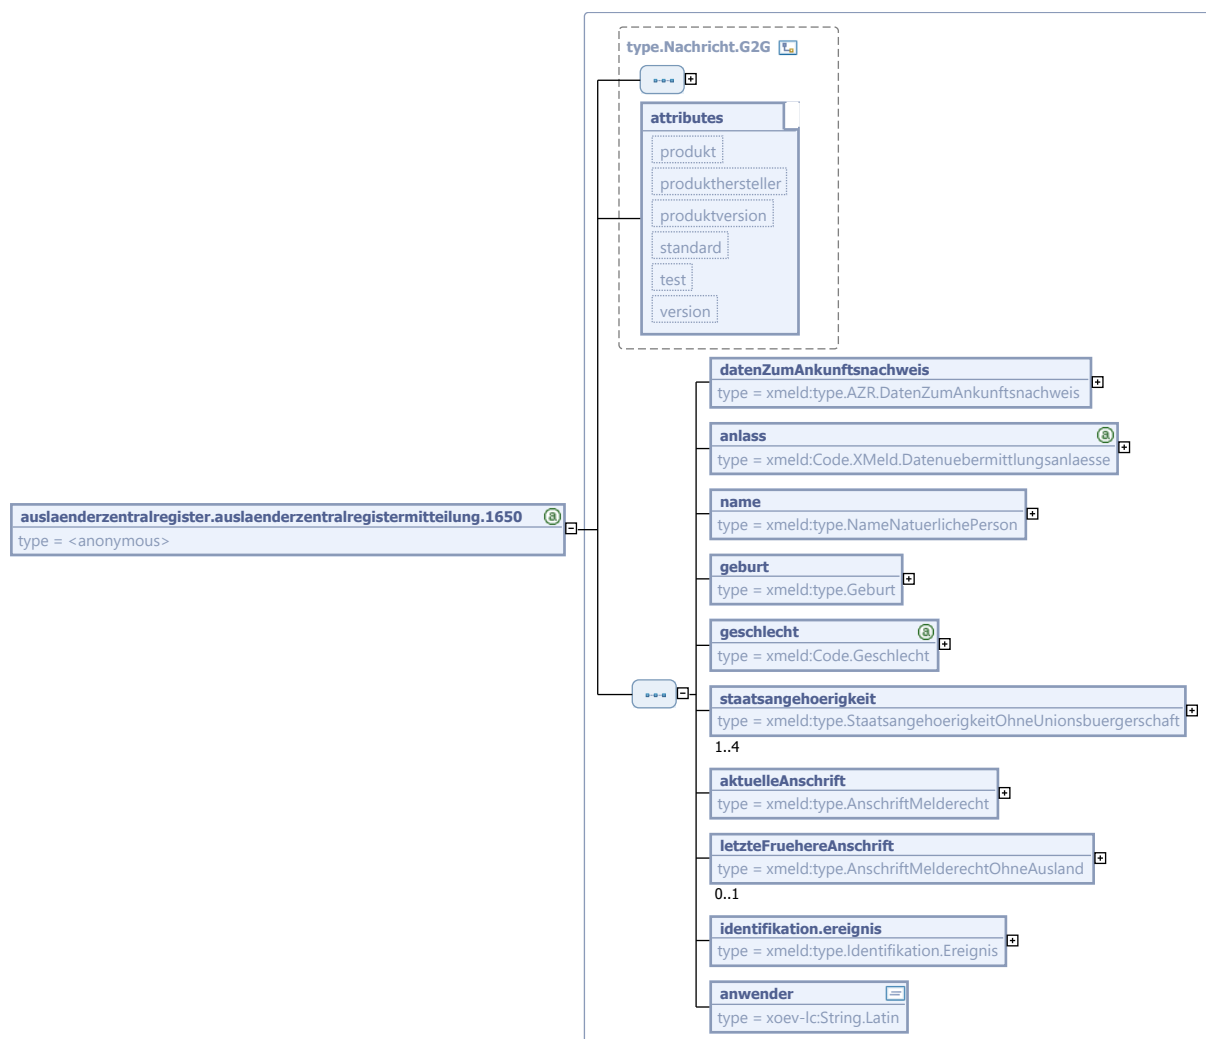 type.Nachricht.G2G
attributes
produkt
produkthersteller
produktversion
standard
test
version
datenZumAnkunftsnachweis
type = xmeld:type.AZR.DatenZumAnkunftsnachweis
anlass
type = xmeld:Code.XMeld.Datenuebermittlungsanlaesse
name
type = xmeld:type.NameNatuerlichePerson
auslaenderzentralregister.auslaenderzentralregistermitteilung.1650
type = <anonymous>
geburt
type = xmeld:type.Geburt
geschlecht
type = xmeld:Code.Geschlecht
staatsangehoerigkeit
type = xmeld:type.StaatsangehoerigkeitOhneUnionsbuergerschaft
1..4
aktuelleAnschrift
type = xmeld:type.AnschriftMelderecht
letzteFruehereAnschrift
type = xmeld:type.AnschriftMelderechtOhneAusland
0..1
identifikation.ereignis
type = xmeld:type.Identifikation.Ereignis
anwender
type = xoev-lc:String.Latin